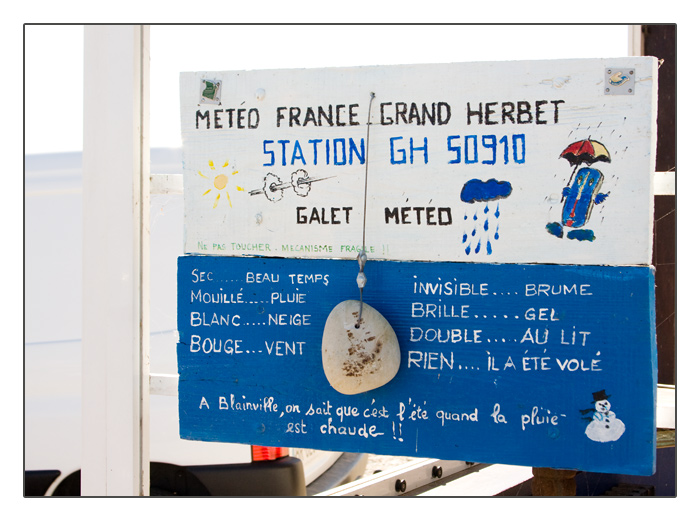 METÉO FRANCE GRAND HERBET
STATION GH 50910
GALET MÉTÉO
NE PAS TOUCHER. MECANISME FRAGILE !!
SEC..... BEAU TEMPS
MOUILLÉ.....PLUIE
BLANC....NEIGE
BOUGE...VENT
INVISIBLE.... BRUME
BRILLE..... GEL
DOUBLE.... AU LIT
RIEN.... IL A ÉTÉ VOLÉ
A Blainville, on sait que c'est l'été quand la pluie
est chaude !!